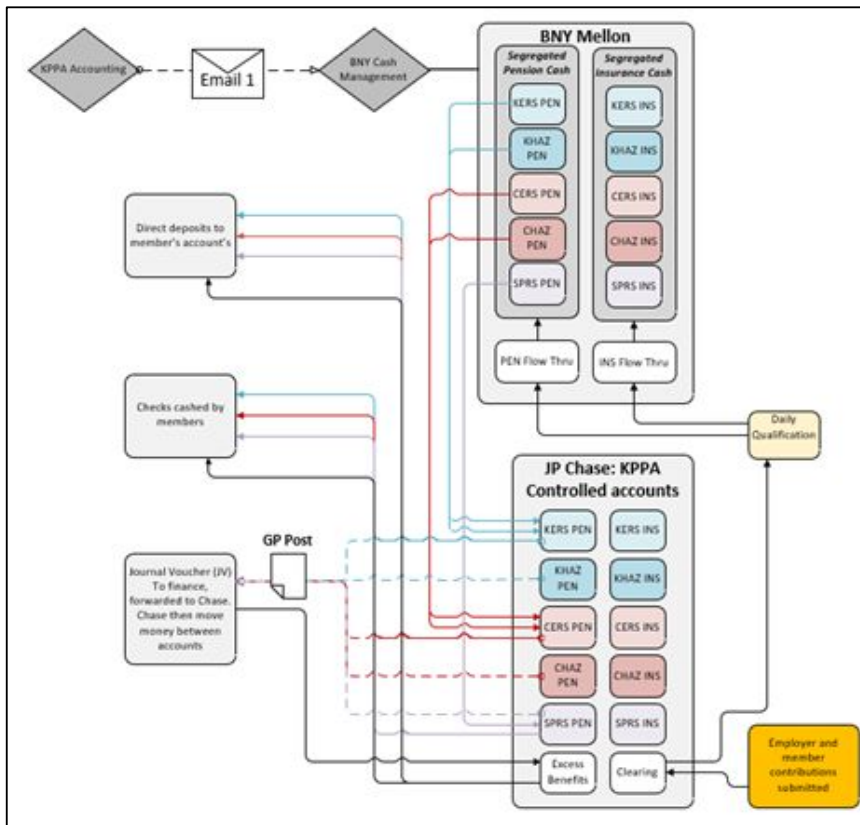 KPPA Accounting
Email 1
BNY Cash
Management
BNY Mellon
Segregated
Pension Cash
Segregated
Insurance Cash
KERS PEN
KERS INS
KHAZ
PEN
KHAZ INS
CERS PEN
CERS INS
CHAZ
PEN
CHAZ INS
SPRS PEN
SPRS INS
PEN Flow Thru
INS Flow Thru
Direct deposits to
member's account's
Checks cashed by
members
Daily
Qualification
JP Chase: KPPA
Controlled accounts
KERS PEN
KERS INS
KHAZ
PEN
KHAZ INS
CERS PEN
CERS INS
CHAZ
PEN
CHAZ INS
SPRS PEN
SPRS INS
Excess
Benefits
Clearing
GP Post
Journal Voucher (JV)
To finance,
forwarded to Chase.
Chase then move
money between
accounts
Employer and
member
contributions
submitted